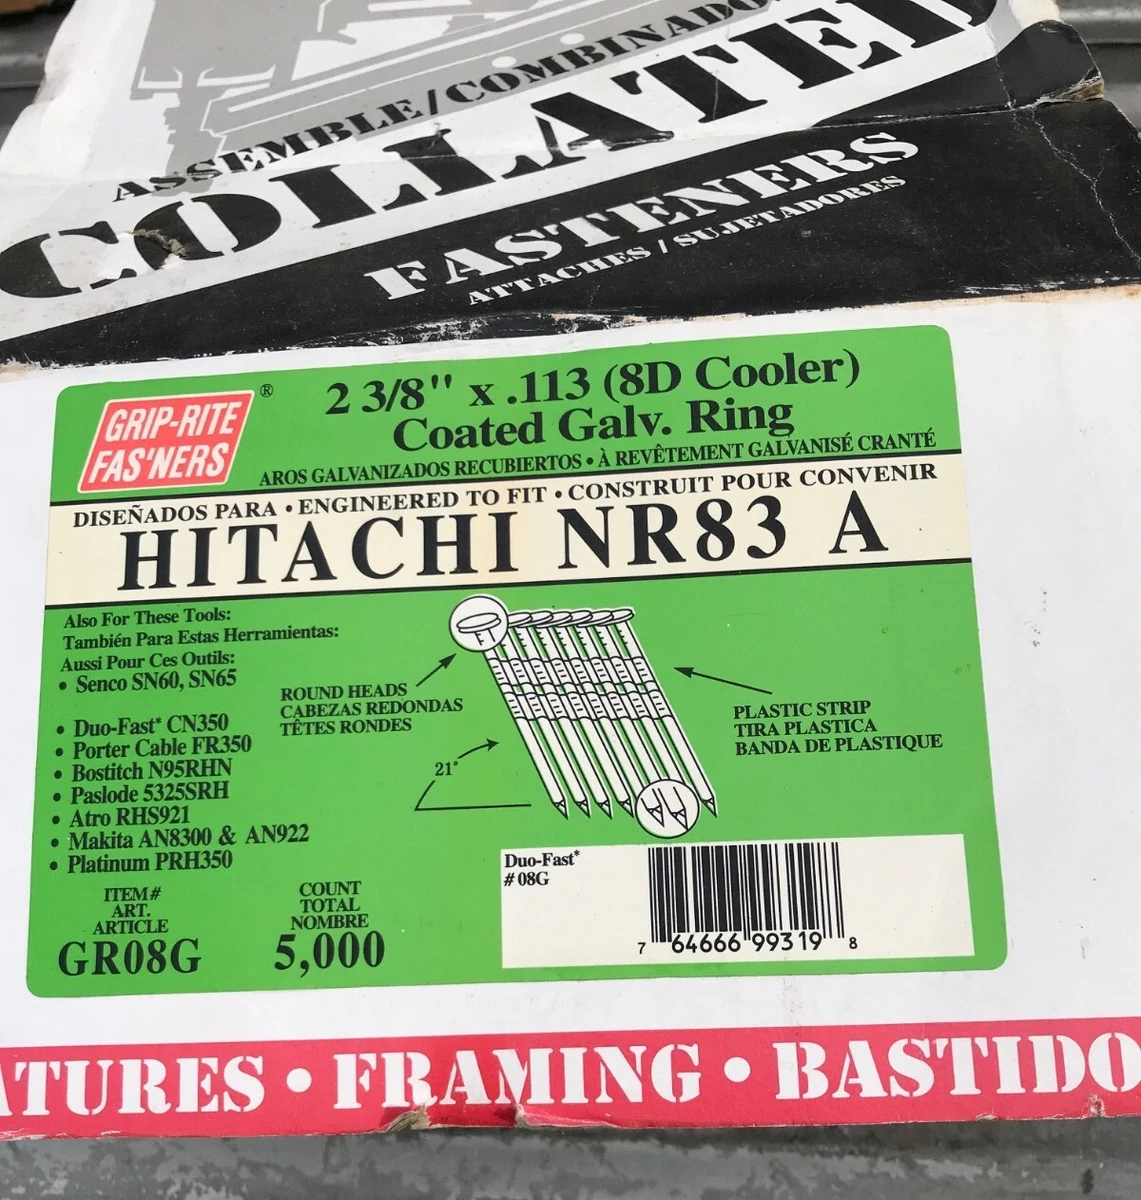 ASSEMBLE/COMBINADO
COLLATED
FASTENERS
ATTACHES / SUJETADORES
GRIP-RITE
FAS'NERS
®
2 3/8" x .113 (8D Cooler)
Coated Galv. Ring
AROS GALVANIZADOS RECUBIERTOS • À REVÊTEMENT GALVANISÉ CRANTÉ
DISEÑADOS PARA • ENGINEERED TO FIT • CONSTRUIT POUR CONVENIR
HITACHI NR83 A
Also For These Tools:
También Para Estas Herramientas:
Aussi Pour Ces Outils:
• Senco SN60, SN65
• Duo-Fast* CN350
• Porter Cable FR350
• Bostitch N95RHN
• Paslode 5325SRH
• Atro RHS921
• Makita AN8300 & AN922
• Platinum PRH350
ROUND HEADS
CABEZAS REDONDAS
TÊTES RONDES
21°
PLASTIC STRIP
TIRA PLASTICA
BANDA DE PLASTIQUE
ITEM#
ART.
ARTICLE
GR08G
COUNT
TOTAL
NOMBRE
5,000
Duo-Fast*
# 08G
7 64666 99319 8
ATURES • FRAMING • BASTIDO